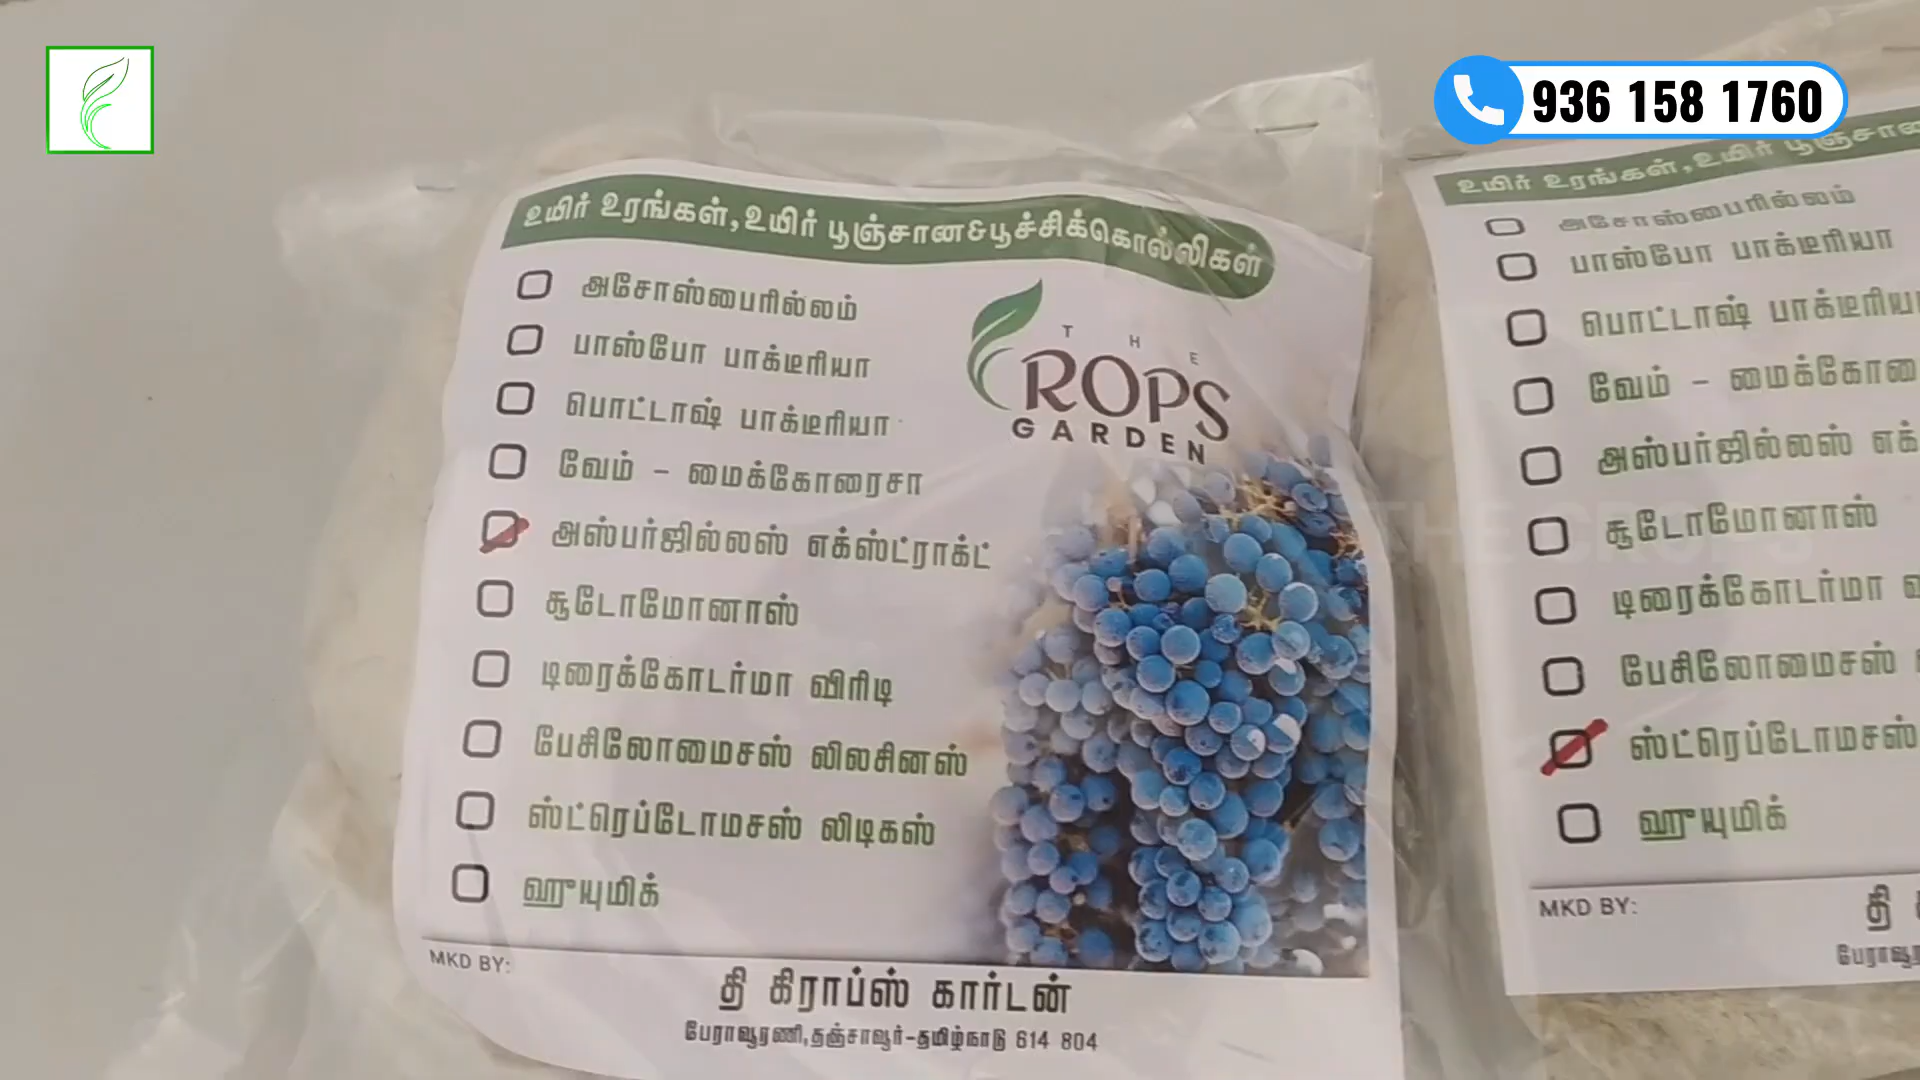 936 158 1760
உயிர் உரங்கள்,உயிர் பூஞ்சான&பூச்சிக்கொல்லிகள்
அசோஸ்பைரில்லம்
பாஸ்போ பாக்டீரியா
பொட்டாஷ் பாக்டீரியா
வேம் - மைக்கோரைசா
அஸ்பர்ஜில்லஸ் எக்ஸ்ட்ராக்ட்
சூடோமோனாஸ்
டிரைக்கோடர்மா விரிடி
பேசிலோமைசஸ் லிலசினஸ்
ஸ்ட்ரெப்டோமசஸ் லிடிகஸ்
ஹுயுமிக்
THE
CROPS
GARDEN
MKD BY:
தி கிராப்ஸ் கார்டன்
பேராவூரணி,தஞ்சாவூர்-தமிழ்நாடு 614 804
உயிர் உரங்கள்,உயிர்
அசோஸ்பைரில்லம்
பாஸ்போ பாக்டீரியா
பொட்டாஷ்
வேம் -
அஸ்பர்ஜில்லஸ்
சூடோமோனாஸ்
டிரைக்கோடர்மா
பேசிலோமைசஸ்
ஸ்ட்ரெப்டோமசஸ்
ஹுயுமிக்
MKD BY:
தி
THE CROPS